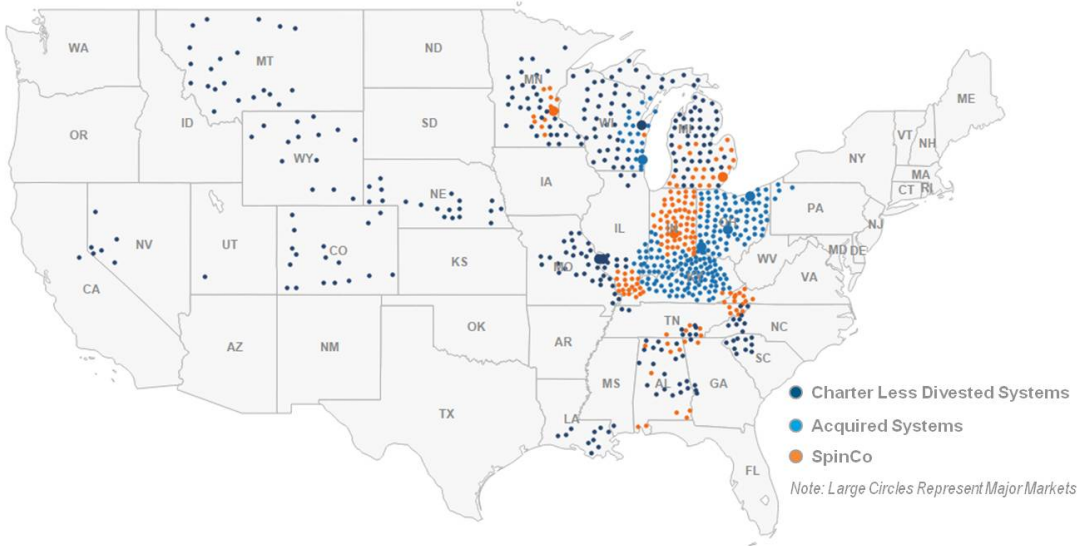 WA
MT
ND
MN
ME
OR
ID
SD
WI
MI
VT
NH
NY
WY
MA
CT
RI
IA
NE
PA
NJ
NV
UT
CO
IL
IN
OH
MD
DE
WV
VA
KS
MO
KY
CA
AZ
NM
OK
AR
TN
NC
SC
MS
AL
GA
TX
LA
FL
Charter Less Divested Systems
Acquired Systems
SpinCo
Note: Large Circles Represent Major Markets